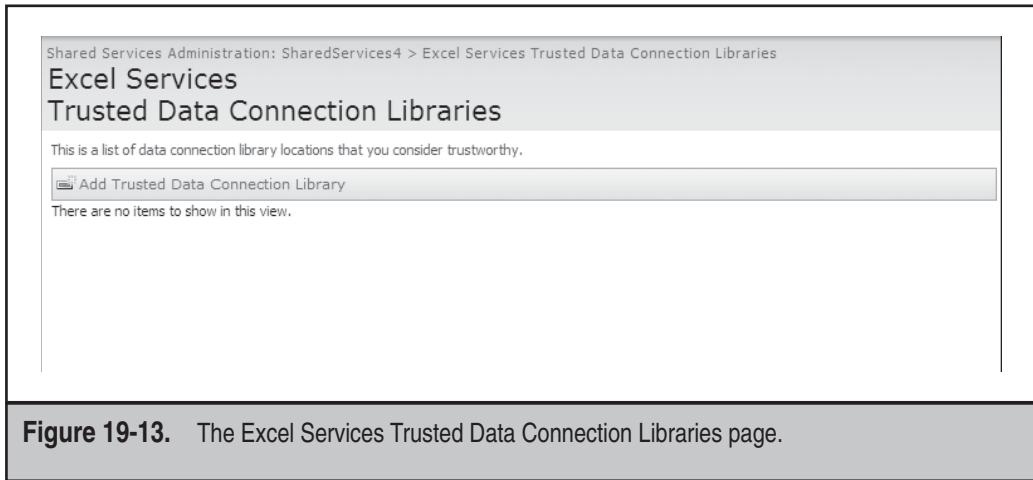 Shared Services Administration: SharedServices4 > Excel Services Trusted Data Connection Libraries
Excel Services
Trusted Data Connection Libraries
This is a list of data connection library locations that you consider trustworthy.
Add Trusted Data Connection Library
There are no items to show in this view.
Figure 19-13. The Excel Services Trusted Data Connection Libraries page.